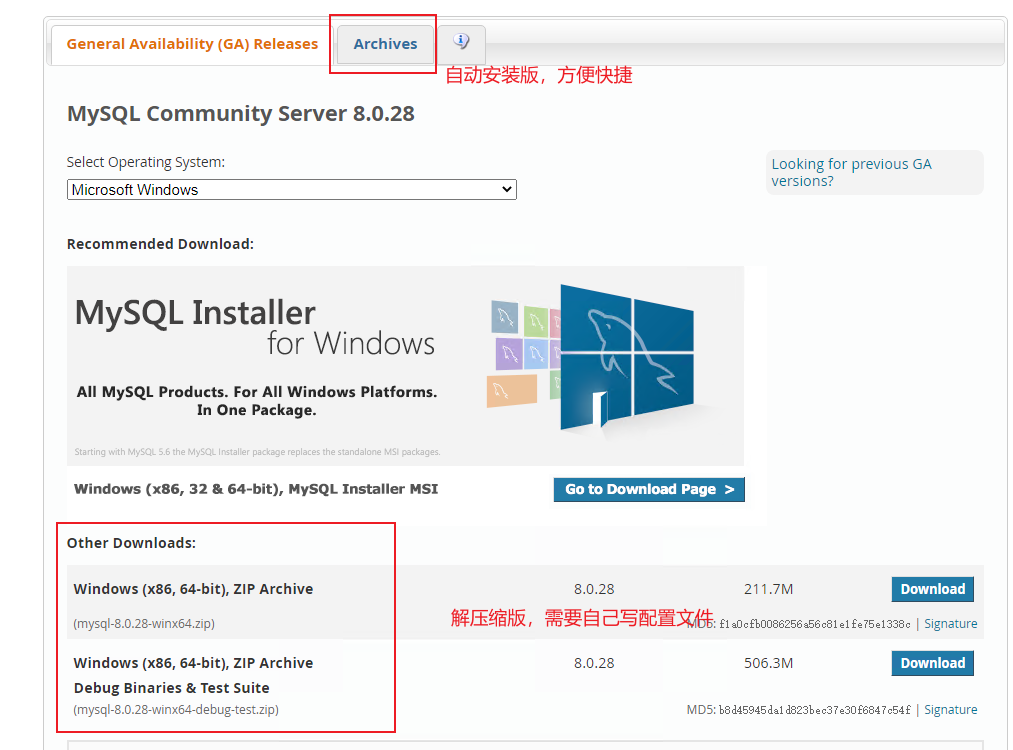 General Availability (GA) Releases
Archives
自动安装版，方便快捷
MySQL Community Server 8.0.28
Select Operating System:
Looking for previous GA
versions?
Microsoft Windows
Recommended Download:
MySQL Installer
for Windows
All MySQL Products. For All Windows Platforms.
In One Package.
Starting with MySQL 5.6 the MySQL Installer package replaces the standalone MSI packages.
Windows (x86, 32 & 64-bit), MySQL Installer MSI
Go to Download Page >
Other Downloads:
Windows (x86, 64-bit), ZIP Archive
8.0.28
211.7M
Download
解压缩版，需要自己写配置文件
(mysql-8.0.28-winx64.zip)
MD5: f1a0cfb0086256a56c81e1fe75e1338c | Signature
Windows (x86, 64-bit), ZIP Archive
8.0.28
506.3M
Download
Debug Binaries & Test Suite
(mysql-8.0.28-winx64-debug-test.zip)
MD5: b8d45945da1d823bec37e30f6847c54f | Signature